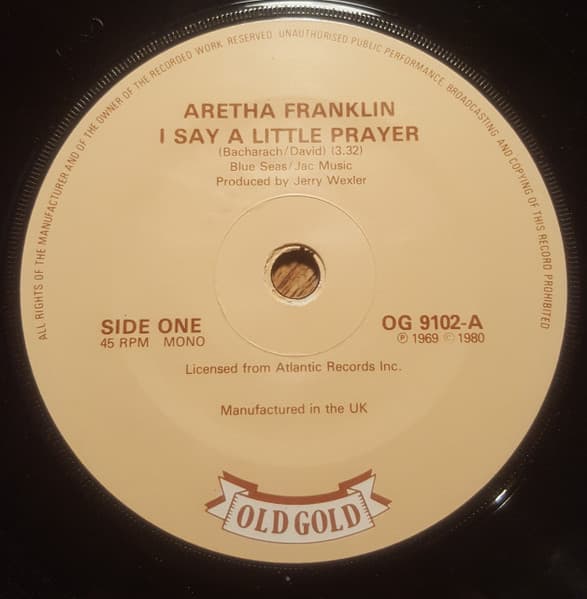 ALL RIGHTS OF THE MANUFACTURER AND OF THE OWNER OF THE RECORDED WORK RESERVED. UNAUTHORISED PUBLIC PERFORMANCE, BROADCASTING AND COPYING OF THIS RECORD PROHIBITED
ARETHA FRANKLIN
I SAY A LITTLE PRAYER
(Bacharach/David) (3.32)
Blue Seas/Jac Music
Produced by Jerry Wexler
SIDE ONE
45 RPM MONO
OG 9102-A
℗ 1969 © 1980
Licensed from Atlantic Records Inc.
Manufactured in the UK
OLD GOLD